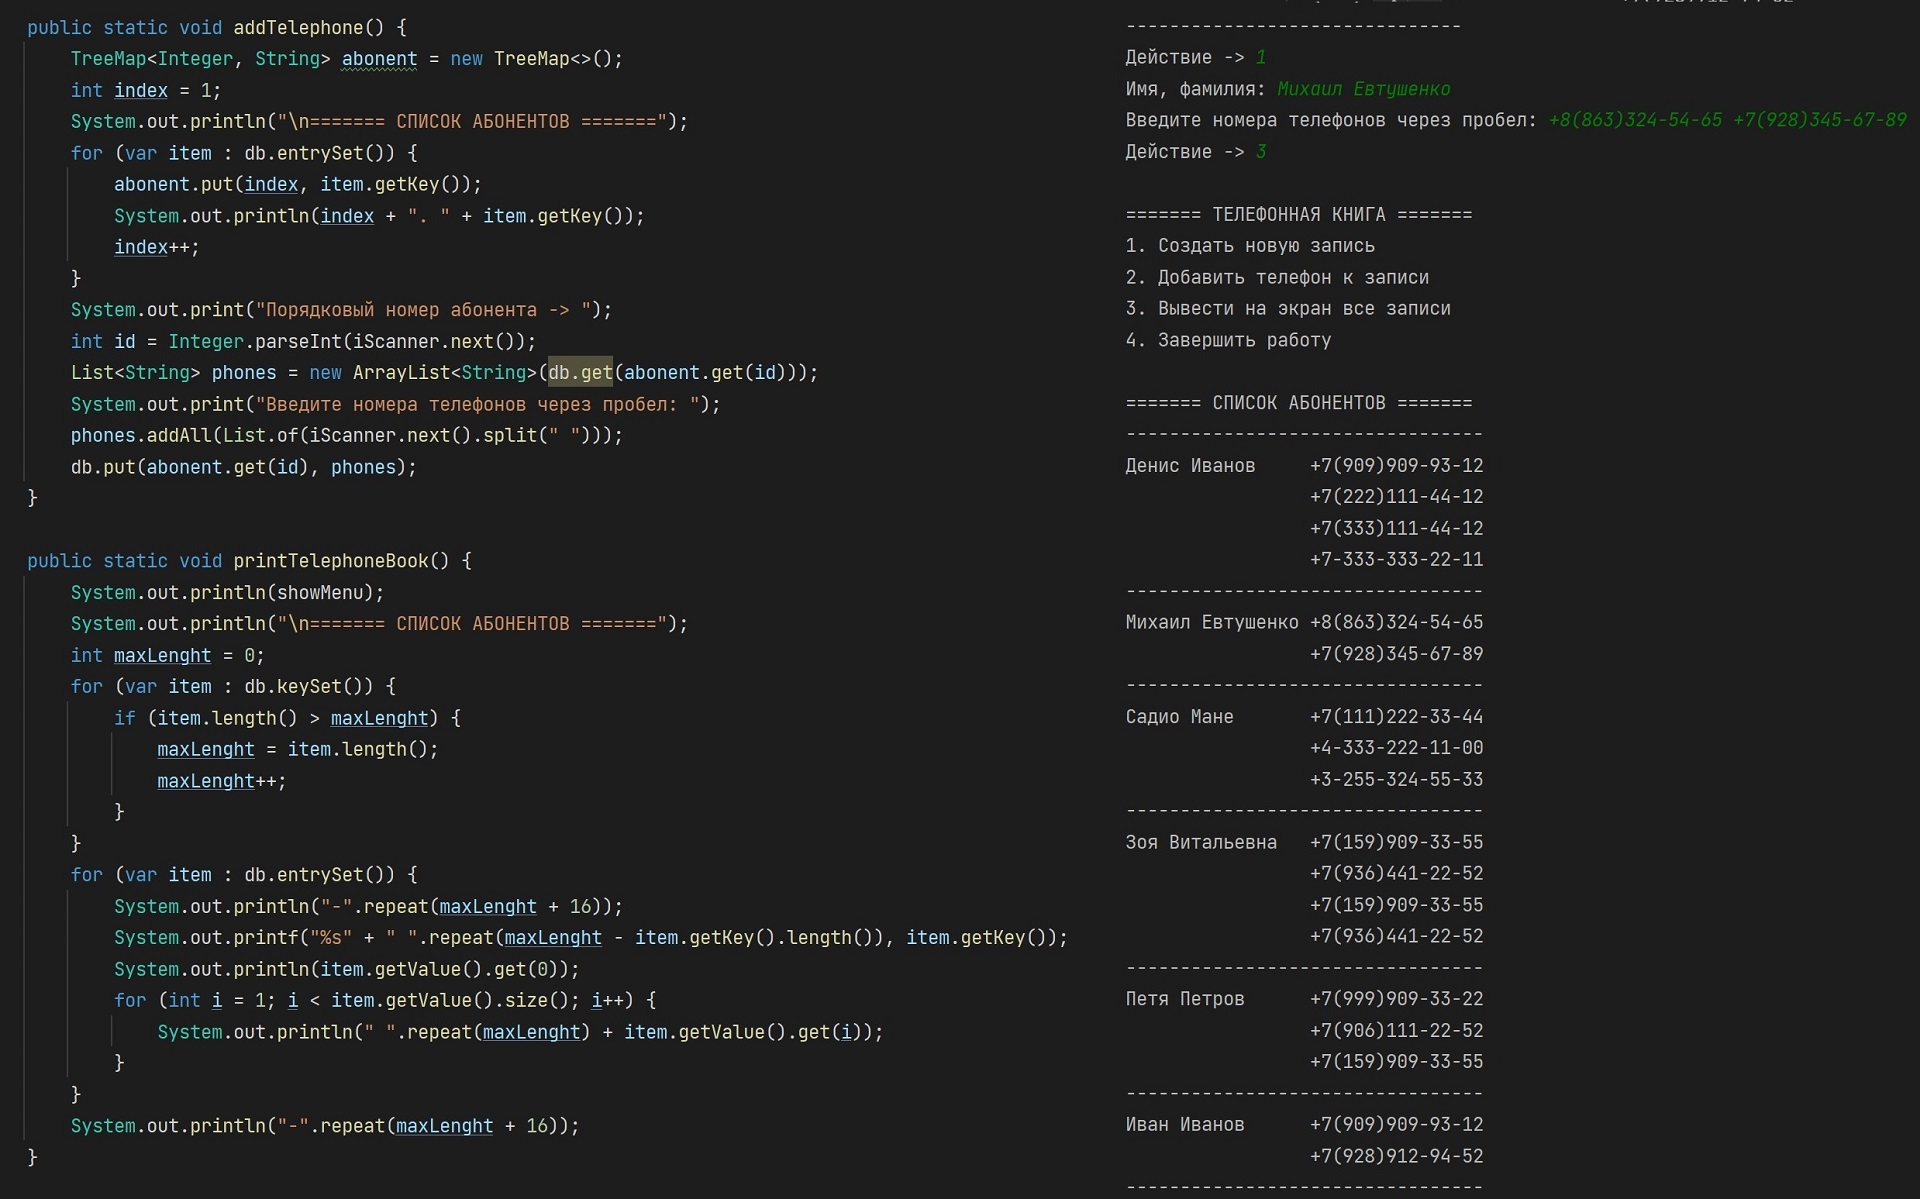 public static void addTelephone() {
TreeMap<Integer, String> abonent = new TreeMap<>();
int index = 1;
System.out.println("\n======= СПИСОК АБОНЕНТОВ =======");
for (var item : db.entrySet()) {
abonent.put(index, item.getKey());
System.out.println(index + ". " + item.getKey());
index++;
}
System.out.print("Порядковый номер абонента -> ");
int id = Integer.parseInt(iScanner.next());
List<String> phones = new ArrayList<String>(db.get(abonent.get(id)));
System.out.print("Введите номера телефонов через пробел: ");
phones.addAll(List.of(iScanner.next().split(" ")));
db.put(abonent.get(id), phones);
}
public static void printTelephoneBook() {
System.out.println(showMenu);
System.out.println("\n======= СПИСОК АБОНЕНТОВ =======");
int maxLenght = 0;
for (var item : db.keySet()) {
if (item.length() > maxLenght) {
maxLenght = item.length();
maxLenght++;
}
}
for (var item : db.entrySet()) {
System.out.println("-".repeat(maxLenght + 16));
System.out.printf("%s" + " ".repeat(maxLenght - item.getKey().length()), item.getKey());
System.out.println(item.getValue().get(0));
for (int i = 1; i < item.getValue().size(); i++) {
System.out.println(" ".repeat(maxLenght) + item.getValue().get(i));
}
}
System.out.println("-".repeat(maxLenght + 16));
}
-------------------------------
Действие -> 1
Имя, фамилия: Михаил Евтушенко
Введите номера телефонов через пробел: +8(863)324-54-65 +7(928)345-67-89
Действие -> 3
======= ТЕЛЕФОННАЯ КНИГА =======
1. Создать новую запись
2. Добавить телефон к записи
3. Вывести на экран все записи
4. Завершить работу
======= СПИСОК АБОНЕНТОВ =======
---------------------------------
Денис Иванов +7(909)909-93-12
+7(222)111-44-12
+7(333)111-44-12
+7-333-333-22-11
---------------------------------
Михаил Евтушенко +8(863)324-54-65
+7(928)345-67-89
---------------------------------
Садио Мане +7(111)222-33-44
+4-333-222-11-00
+3-255-324-55-33
---------------------------------
Зоя Витальевна +7(159)909-33-55
+7(936)441-22-52
+7(159)909-33-55
+7(936)441-22-52
---------------------------------
Петя Петров +7(999)909-33-22
+7(906)111-22-52
+7(159)909-33-55
---------------------------------
Иван Иванов +7(909)909-93-12
+7(928)912-94-52
---------------------------------